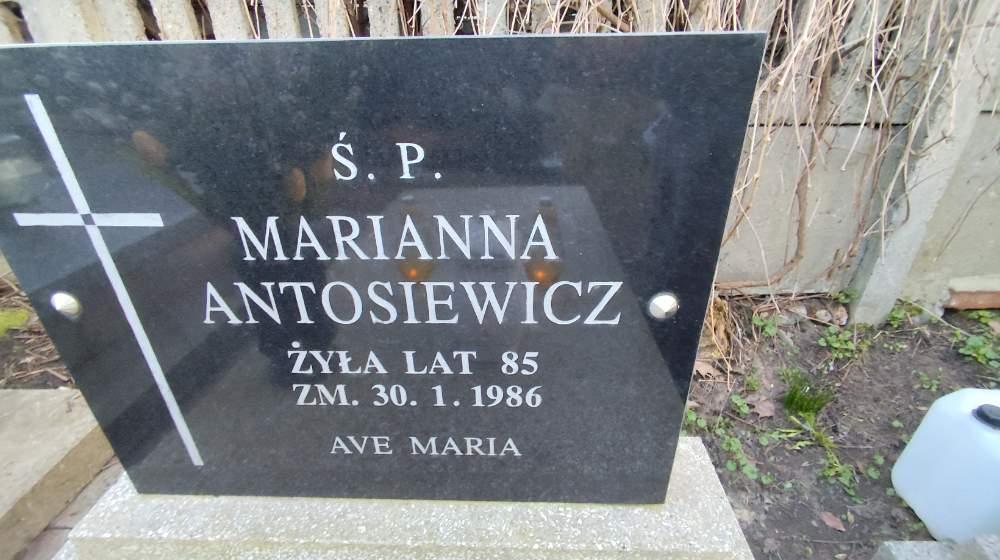 Ś. P.
MARIANNA
ANTOSIEWICZ
ŻYŁA LAT 85
ZM. 30. 1. 1986
AVE MARIA